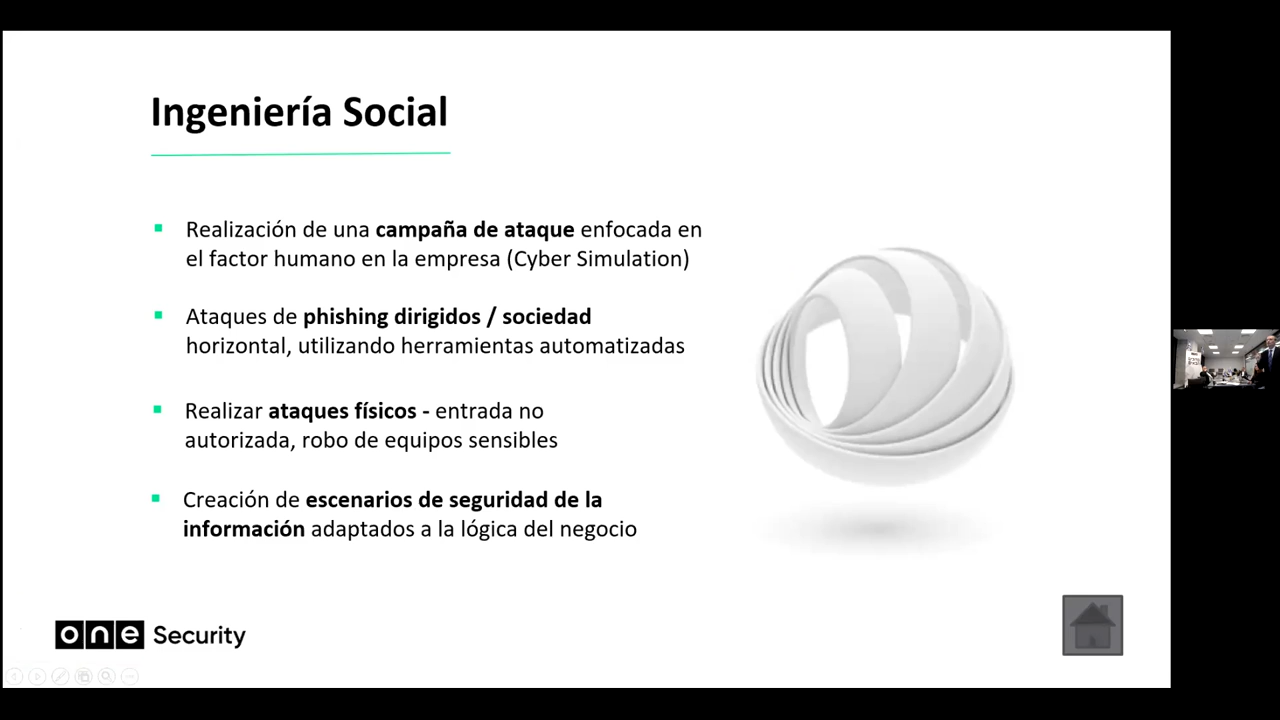 Ingeniería Social
Realización de una campaña de ataque enfocada en
el factor humano en la empresa (Cyber Simulation)
Ataques de phishing dirigidos / sociedad
horizontal, utilizando herramientas automatizadas
Realizar ataques físicos - entrada no
autorizada, robo de equipos sensibles
Creación de escenarios de seguridad de la
información adaptados a la lógica del negocio
one Security